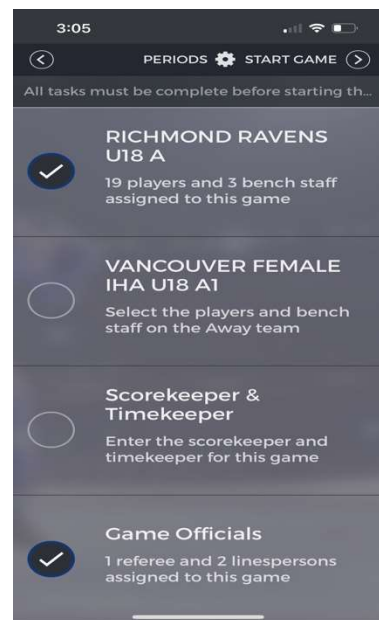 3:05
PERIODS START GAME
All tasks must be complete before starting th...
RICHMOND RAVENS
U18 A
19 players and 3 bench staff
assigned to this game
VANCOUVER FEMALE
IHA U18 A1
Select the players and bench
staff on the Away team
Scorekeeper &
Timekeeper
Enter the scorekeeper and
timekeeper for this game
Game Officials
1 referee and 2 linespersons
assigned to this game